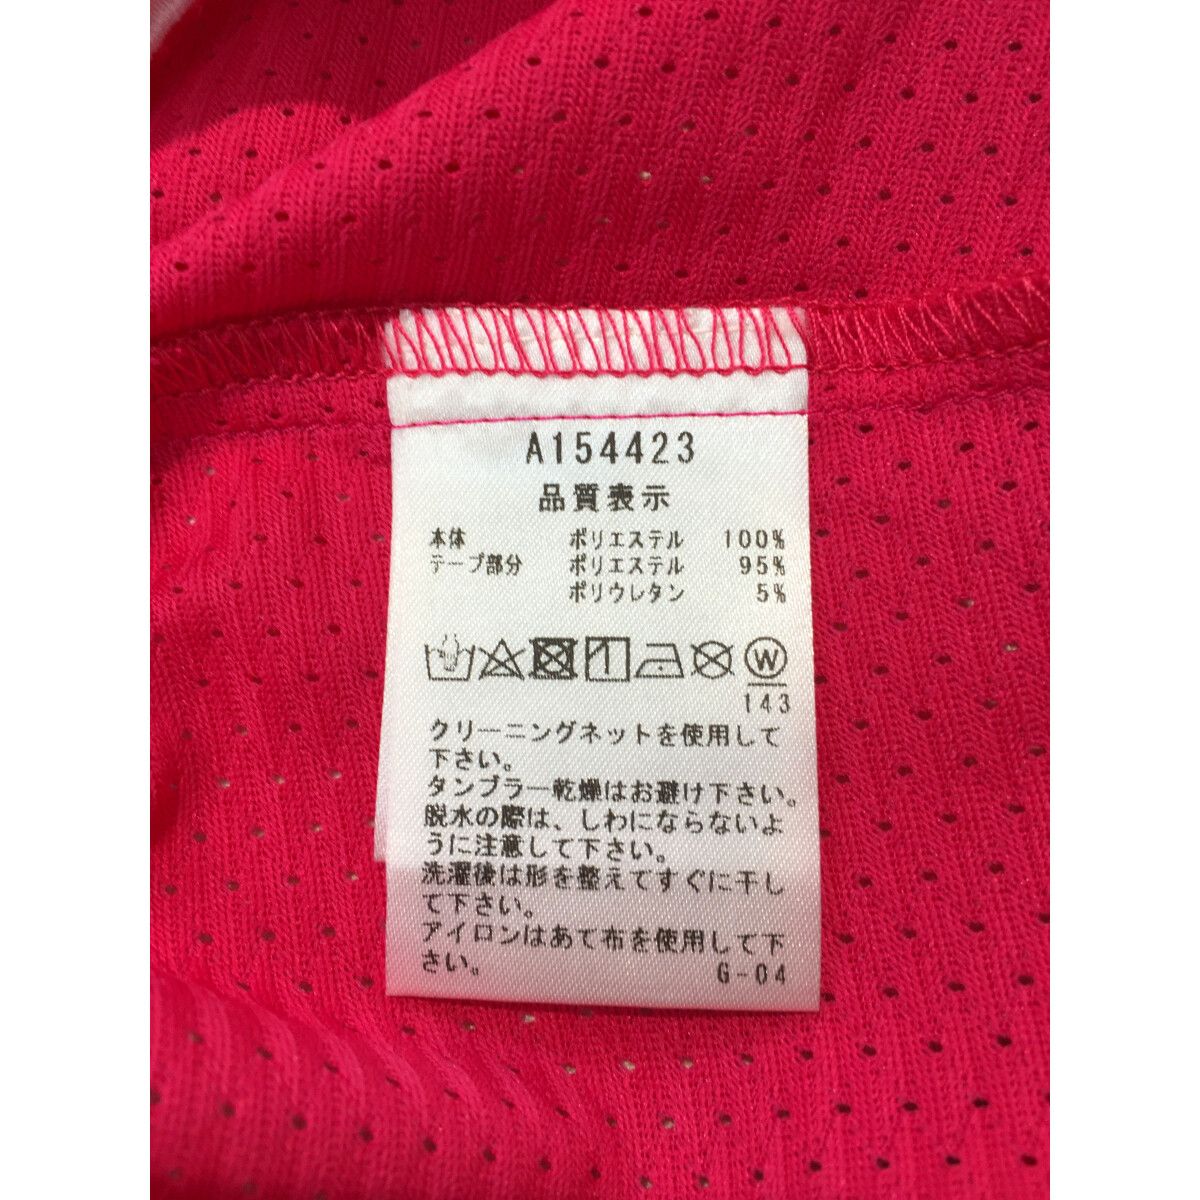 A154423
品質表示
本体 ポリエステル 100%
テープ部分 ポリエステル 95%
ポリウレタン 5%
W
143
クリーニングネットを使用して
下さい。
タンブラー乾燥はお避け下さい。
脱水の際は、しわにならないよ
うに注意して下さい。
洗濯後は形を整えてすぐに干し
て下さい。
アイロンはあて布を使用して下
さい。 G-04